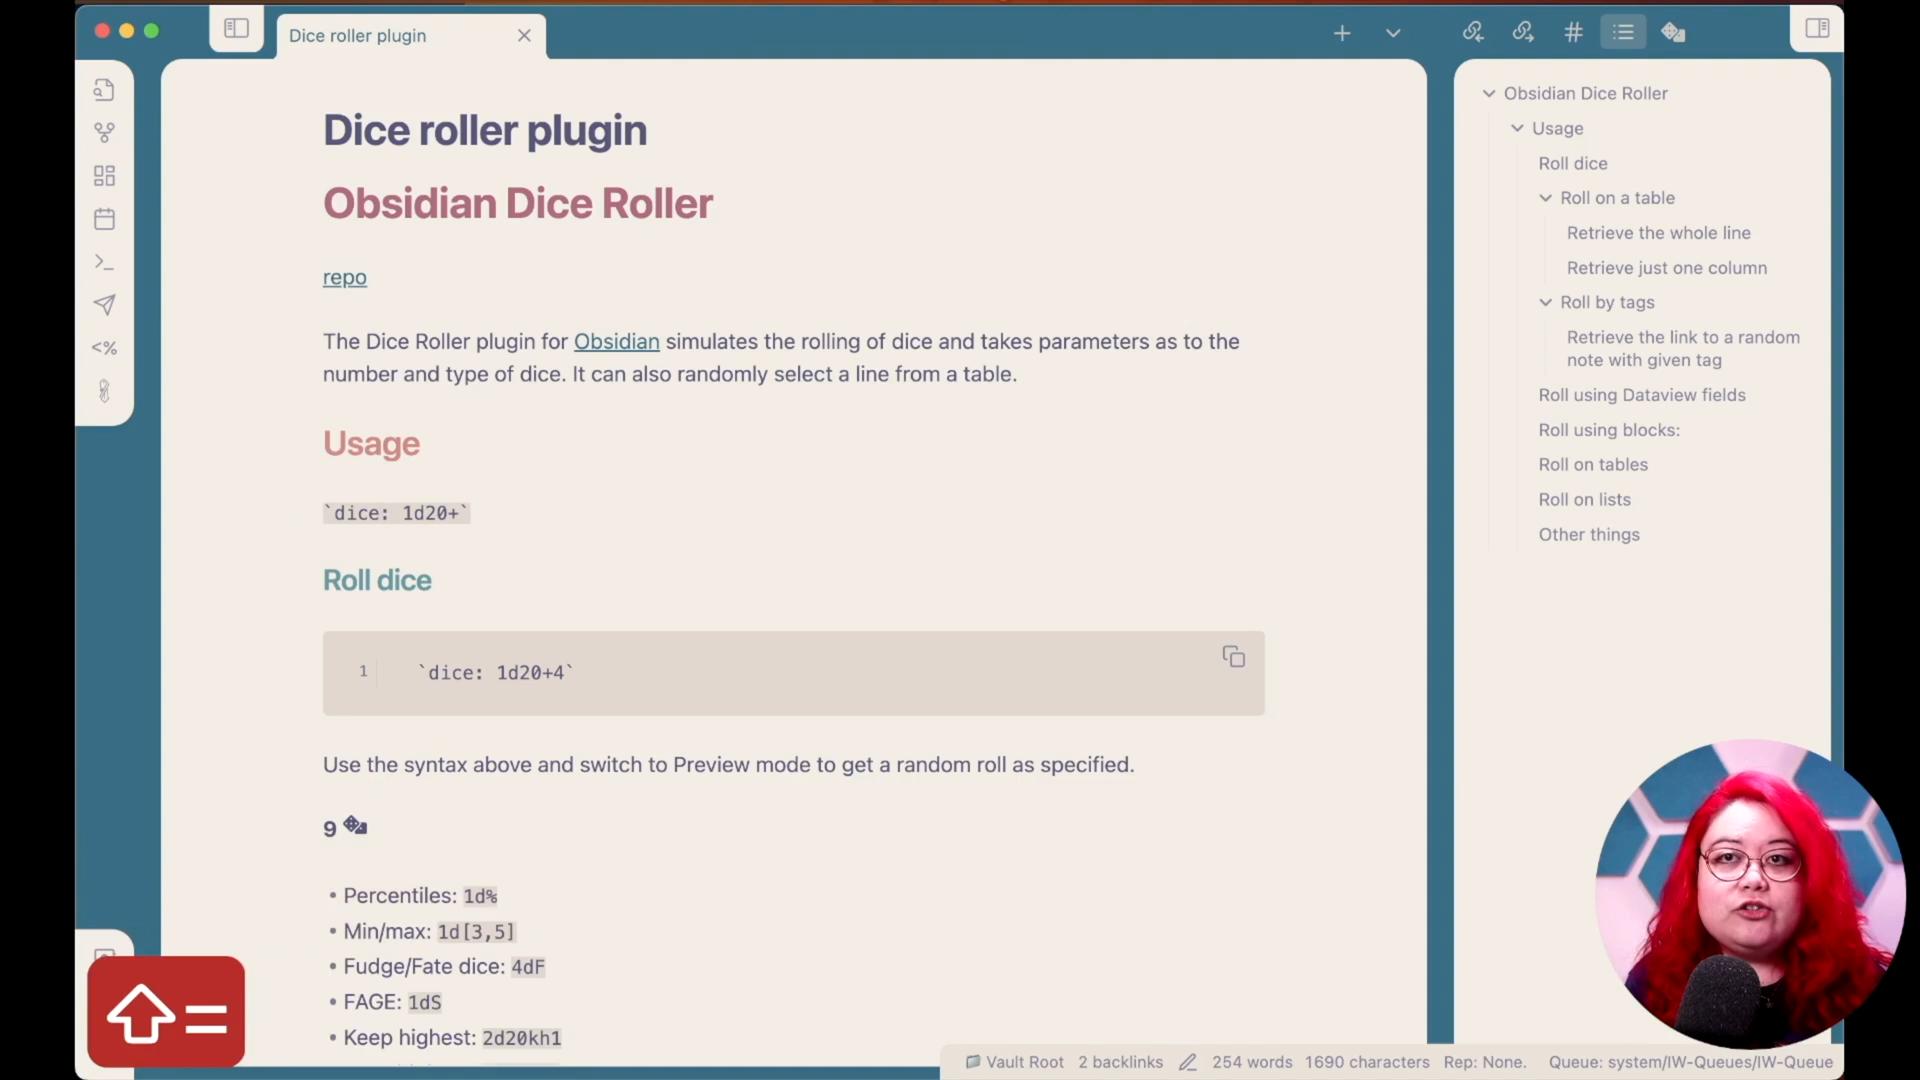 Dice roller plugin
Dice roller plugin
Obsidian Dice Roller
repo
The Dice Roller plugin for Obsidian simulates the rolling of dice and takes parameters as to the
number and type of dice. It can also randomly select a line from a table.
Usage
`dice: 1d20+`
Roll dice
1 `dice: 1d20+4`
Use the syntax above and switch to Preview mode to get a random roll as specified.
9
• Percentiles: 1d%
• Min/max: 1d[3,5]
• Fudge/Fate dice: 4dF
• FAGE: 1dS
• Keep highest: 2d20kh1
Obsidian Dice Roller
Usage
Roll dice
Roll on a table
Retrieve the whole line
Retrieve just one column
Roll by tags
Retrieve the link to a random
note with given tag
Roll using Dataview fields
Roll using blocks:
Roll on tables
Roll on lists
Other things
Vault Root 2 backlinks 254 words 1690 characters Rep: None. Queue: system/IW-Queues/IW-Queue